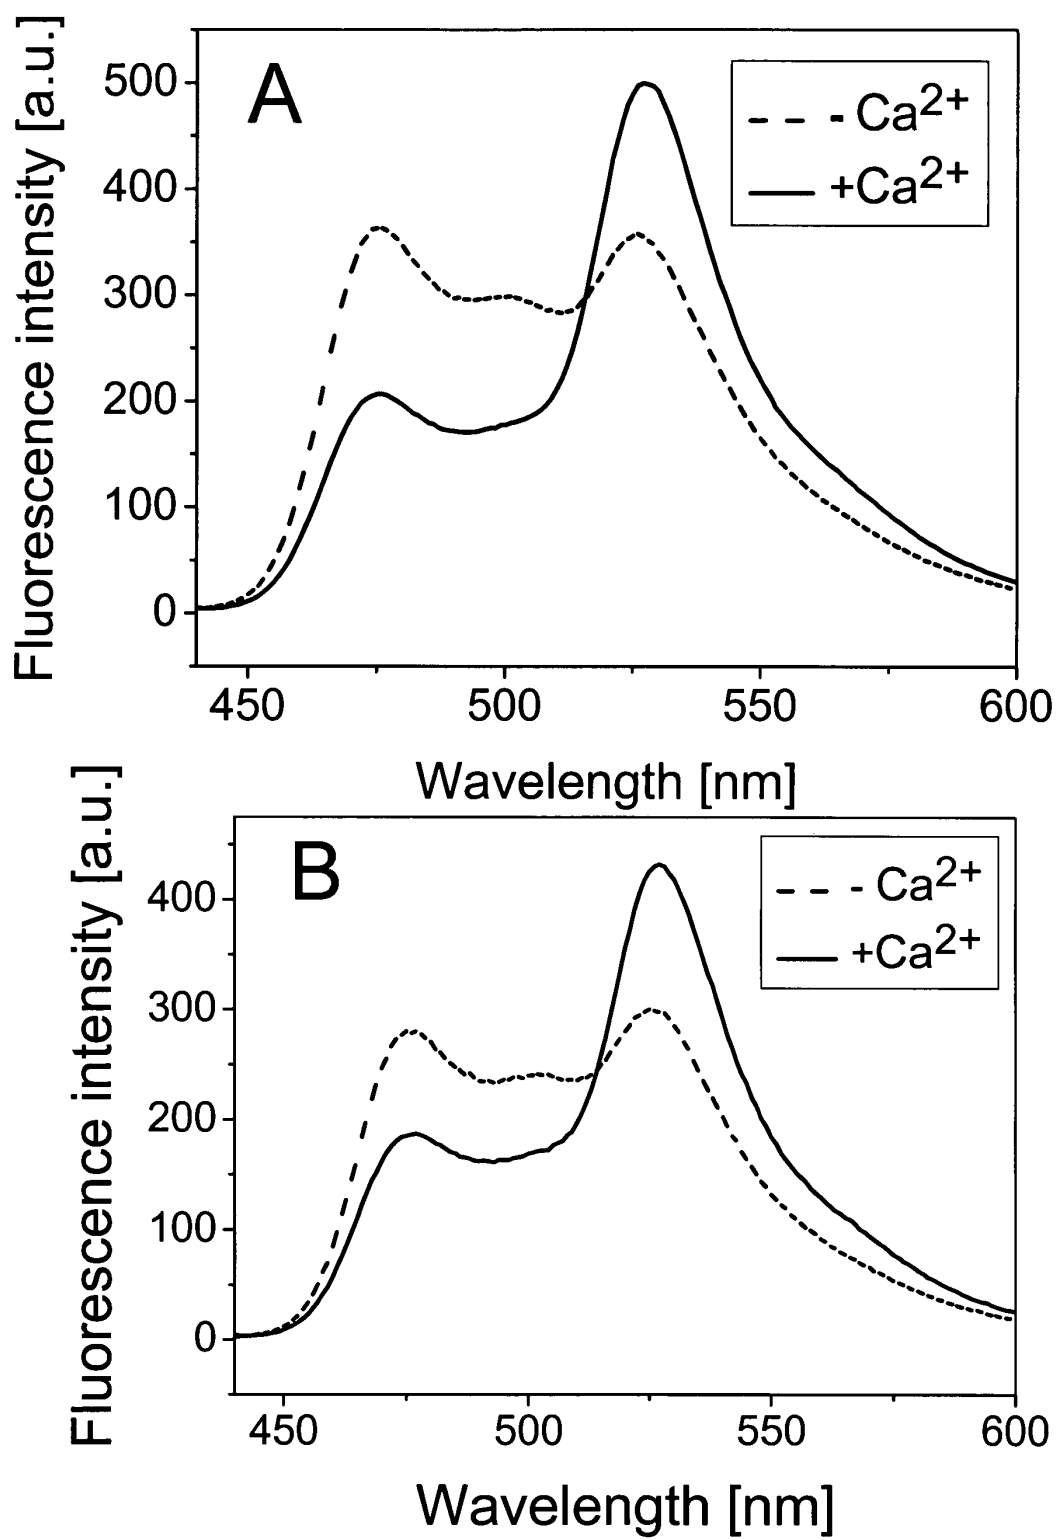 A
- Ca2+
+Ca2+
Fluorescence intensity [a.u.]
500
400
300
200
100
0
450 500 550 600
Wavelength [nm]
B
- Ca2+
+Ca2+
Fluorescence intensity [a.u.]
400
300
200
100
0
450 500 550 600
Wavelength [nm]